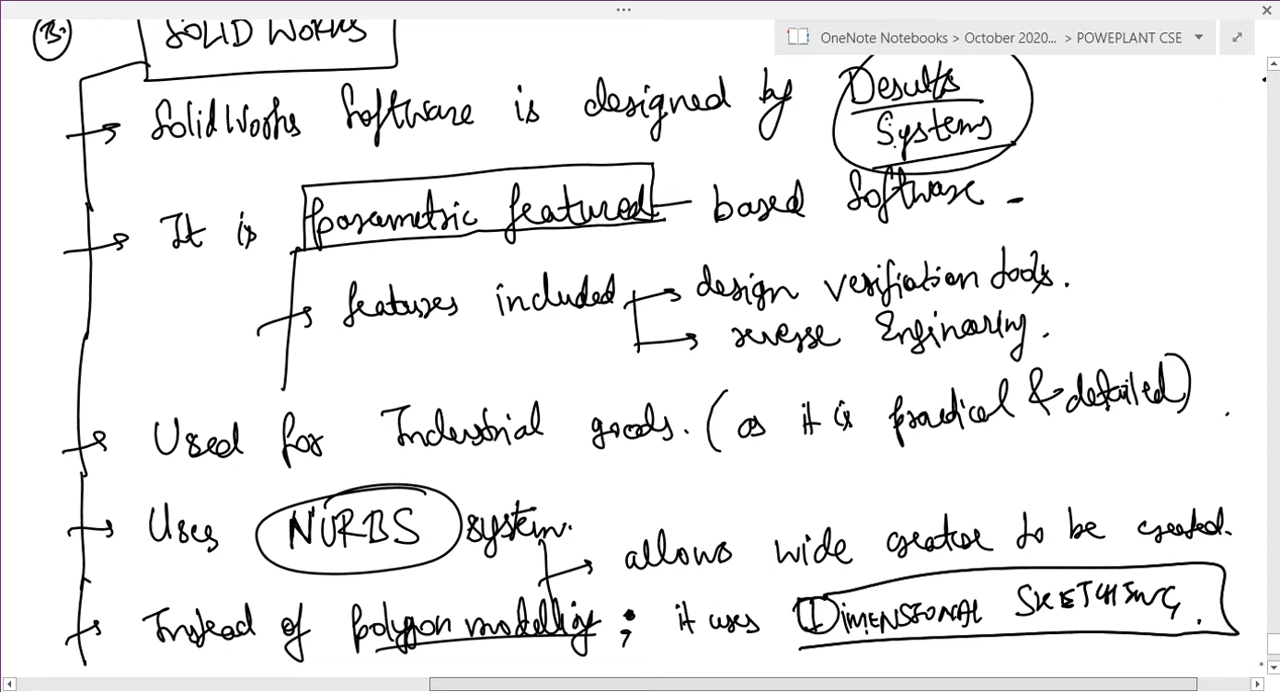 ...
OneNote Notebooks > October 2020... > POWEPLANT CSE
B. SOLID WORKS
→ SolidWorks Software is designed by Desults Systems
→ It is parametric featured - based Software -
→ features included → design verifiation tools.
→ reverse Engineering.
→ Used for Industrial goods. (as it is practical & detailed).
→ Uses NURBS system.
→ allows wide to be created.
→ Instead of polygon modelling ; it uses DIMENSIONAL SKETCHING.